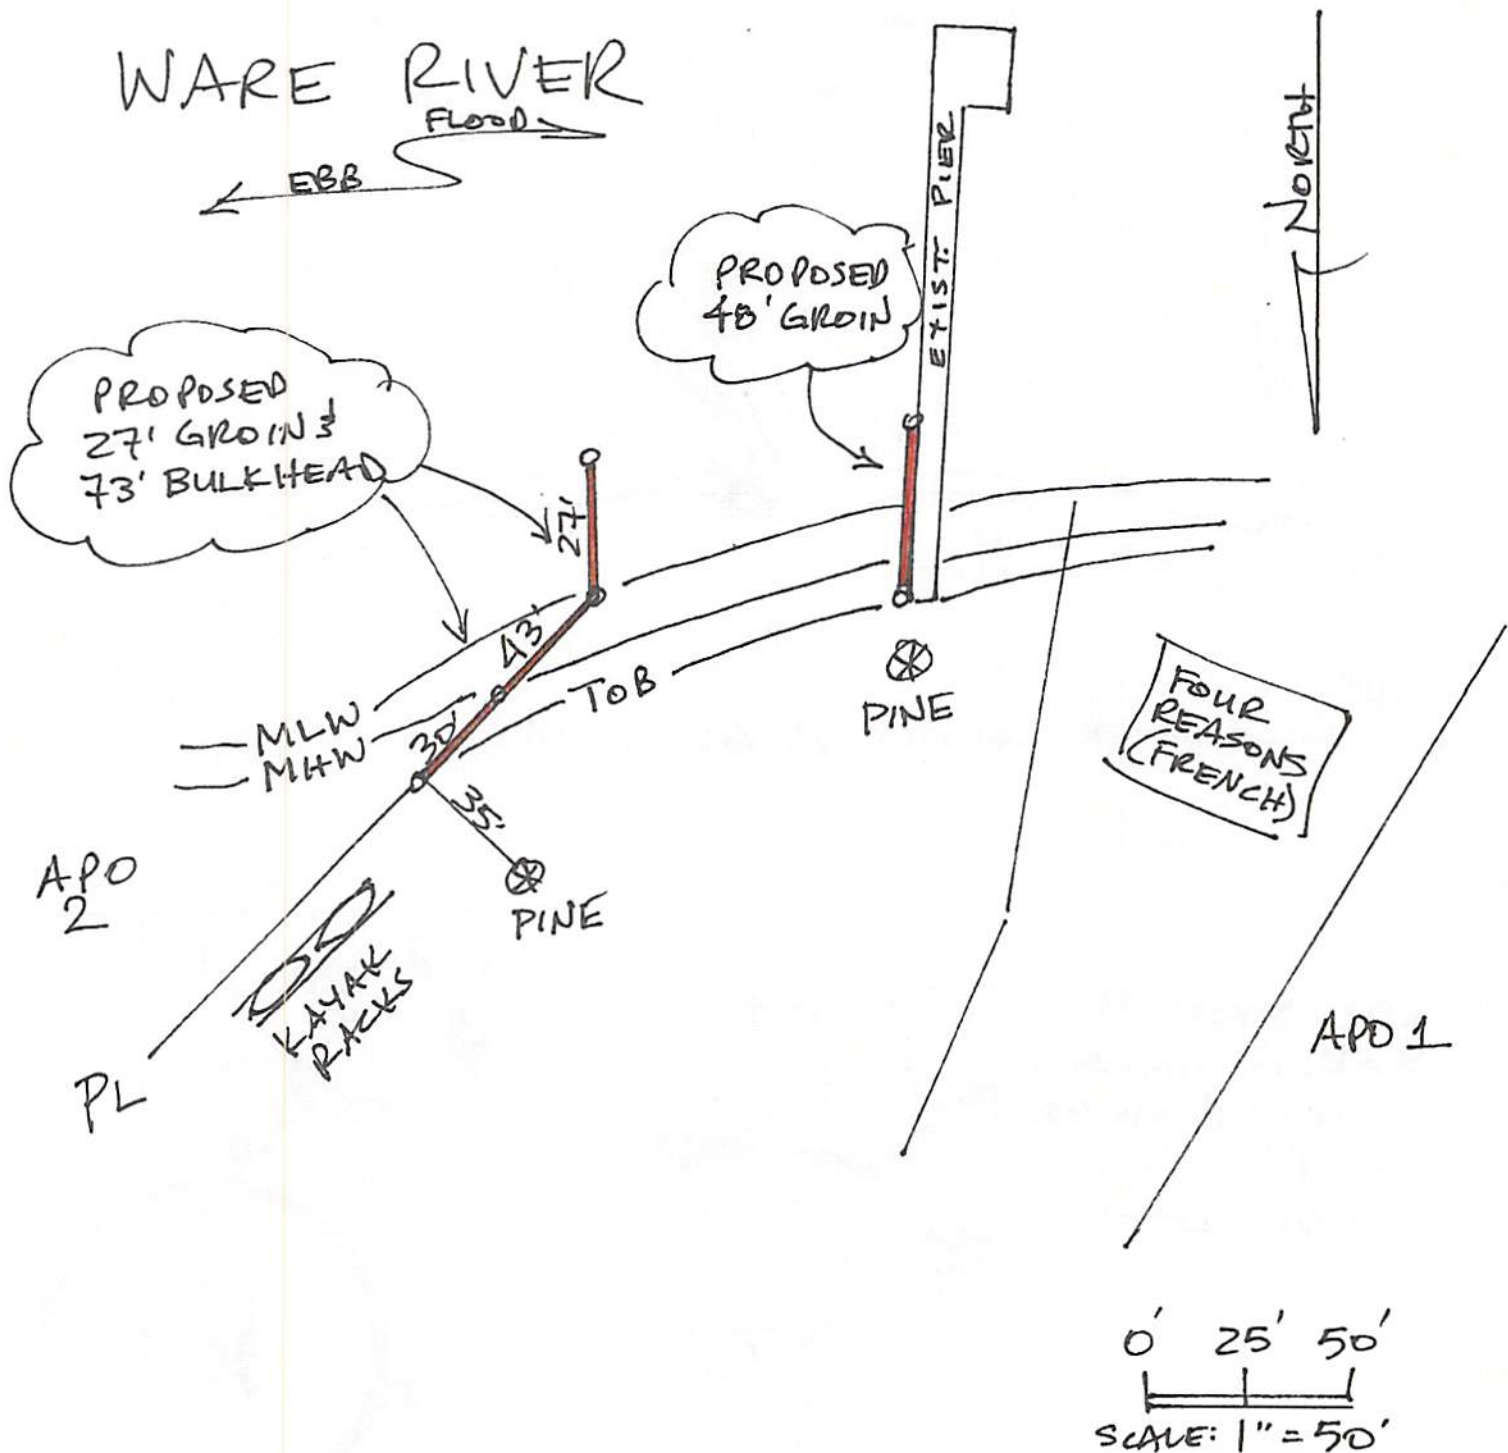 WARE RIVER
FLOOD
EBB
NORTH
EXIST. PIER
PROPOSED
48' GROIN
PROPOSED
27' GROIN &
73' BULKHEAD
27'
43'
30'
35'
MLW
MHW
TOB
PINE
PINE
FOUR
REASONS
(FRENCH)
APO
2
KAYAK
RACKS
PL
APO 1
0' 25' 50'
SCALE: 1" = 50'